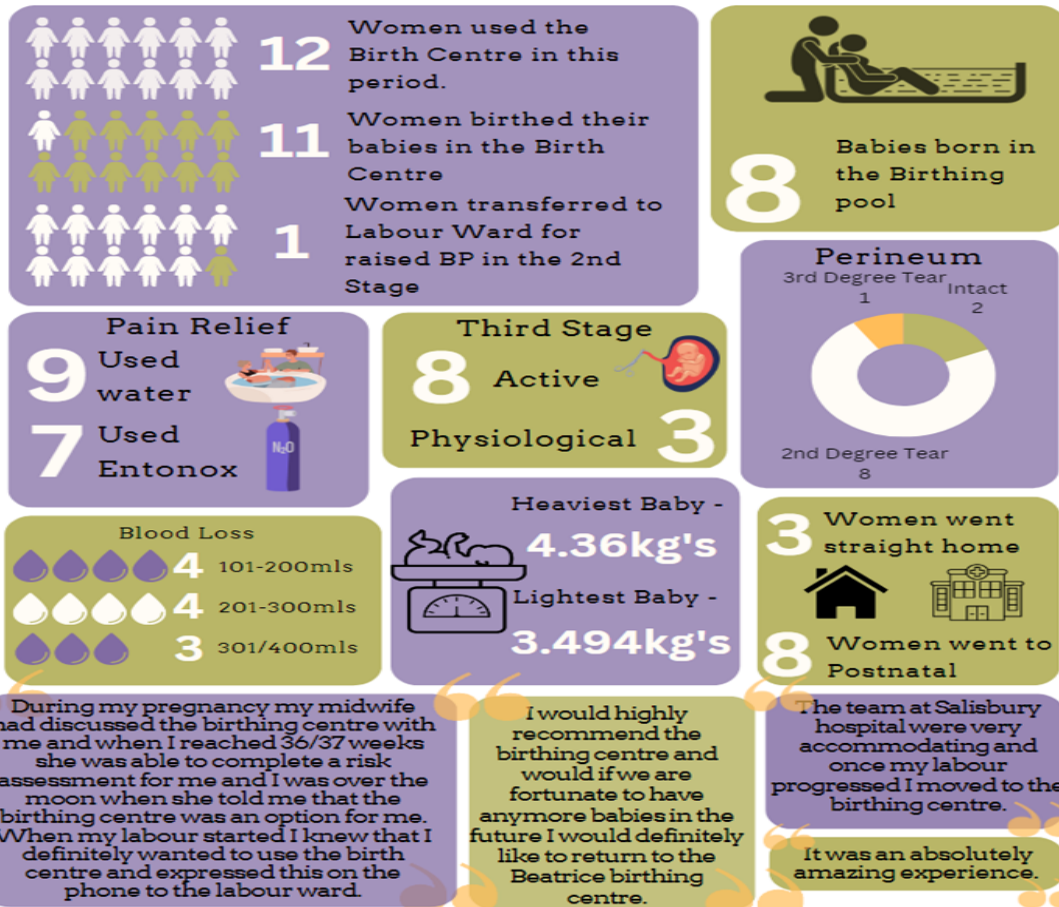 12
Women used the
Birth Centre in this
period.
11
Women birthed their
babies in the Birth
Centre
1
Women transferred to
Labour Ward for
raised BP in the 2nd
Stage
8
Babies born in
the Birthing
pool
Perineum
3rd Degree Tear
1
Intact
2
2nd Degree Tear
8
Pain Relief
9
Used
water
7
Used
Entonox
N₂O
Third Stage
8
Active
Physiological
3
Blood Loss
4
101-200mls
4
201-300mls
3
301/400mls
Heaviest Baby -
4.36kg's
Lightest Baby -
3.494kg's
3
Women went
straight home
8
Women went to
Postnatal
During my pregnancy my midwife
had discussed the birthing centre with
me and when I reached 36/37 weeks
she was able to complete a risk
assessment for me and I was over the
moon when she told me that the
birthing centre was an option for me.
When my labour started I knew that I
definitely wanted to use the birth
centre and expressed this on the
phone to the labour ward.
I would highly
recommend the
birthing centre and
would if we are
fortunate to have
anymore babies in the
future I would definitely
like to return to the
Beatrice birthing
centre.
The team at Salisbury
hospital were very
accommodating and
once my labour
progressed I moved to the
birthing centre.
It was an absolutely
amazing experience.